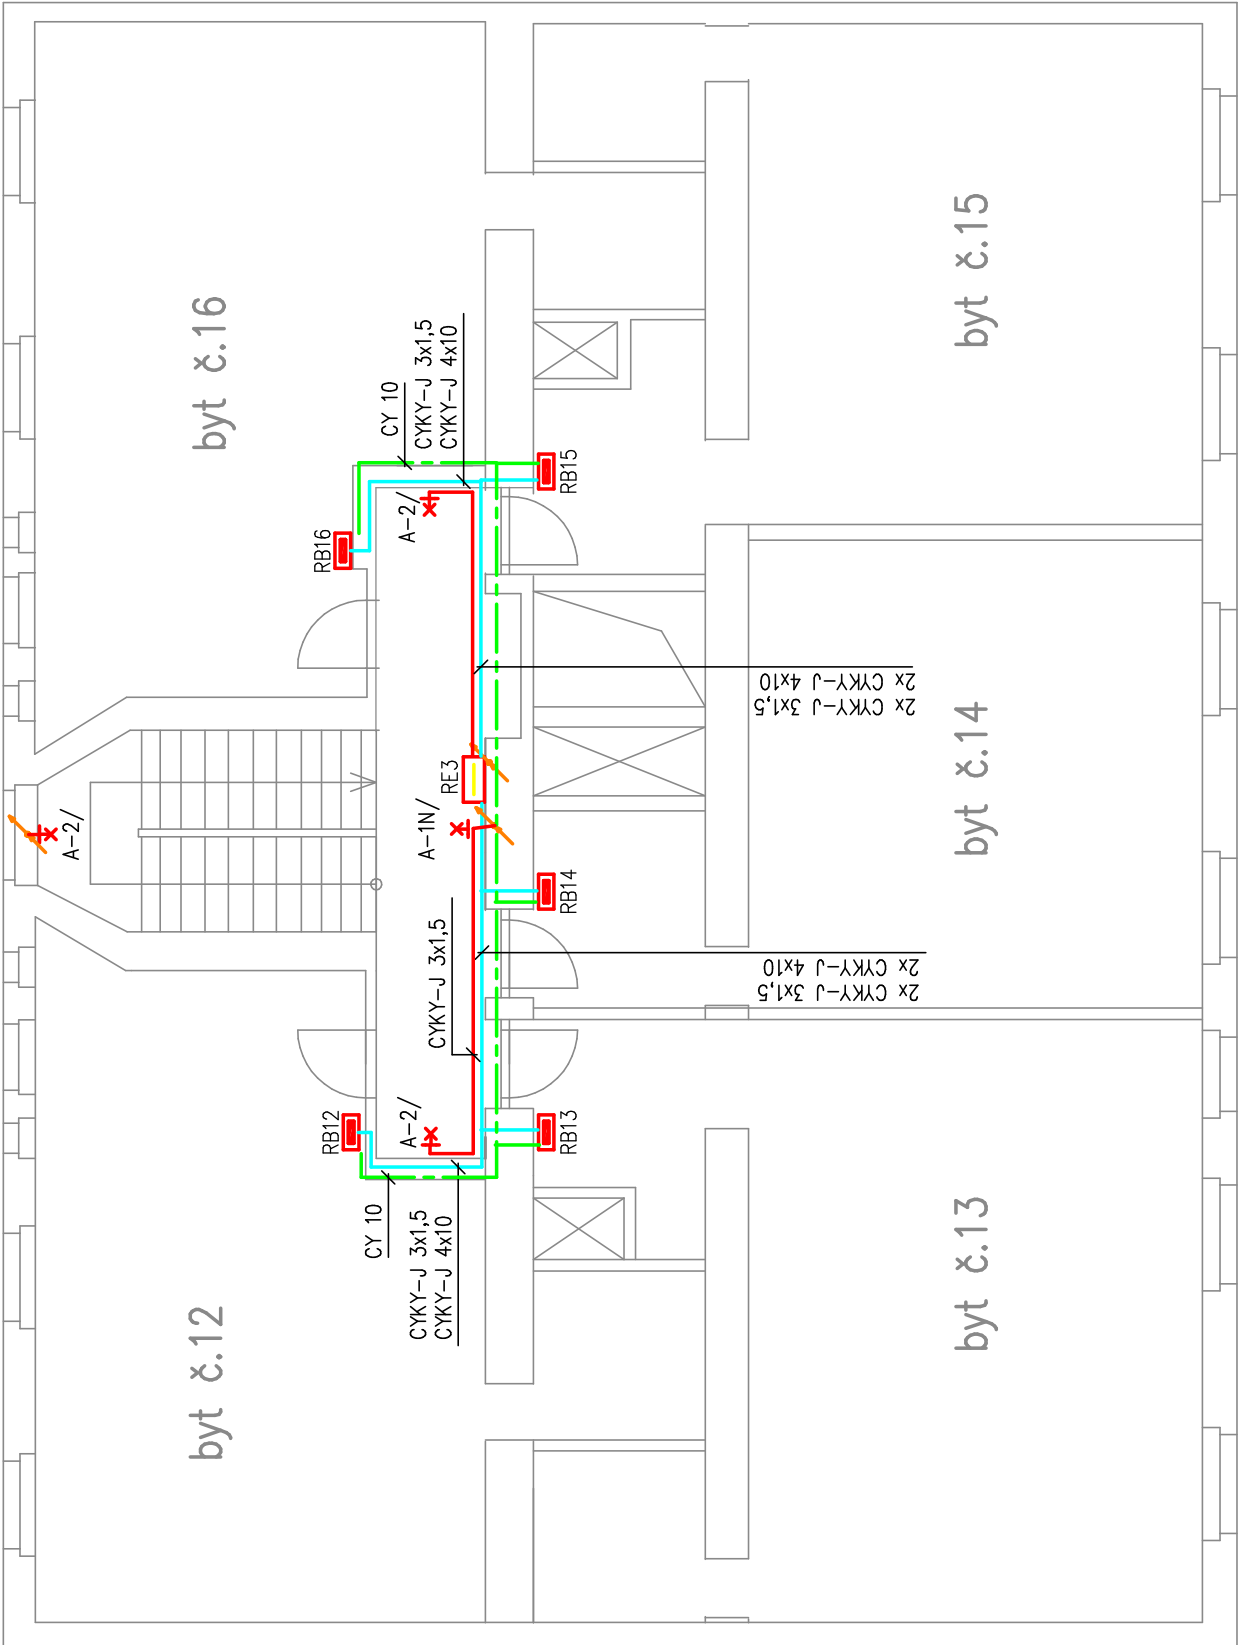 byt č.16
byt č.15
CY 10
CYKY-J 3x1,5
CYKY-J 4x10
A-2/
RB16
RB15
2x CYKY-J 4x10
2x CYKY-J 3x1,5
byt č.14
RE3
A-2/
A-1N/
RB14
CYKY-J 3x1,5
2x CYKY-J 4x10
2x CYKY-J 3x1,5
RB12
A-2/
RB13
CY 10
CYKY-J 3x1,5
CYKY-J 4x10
byt č.12
byt č.13